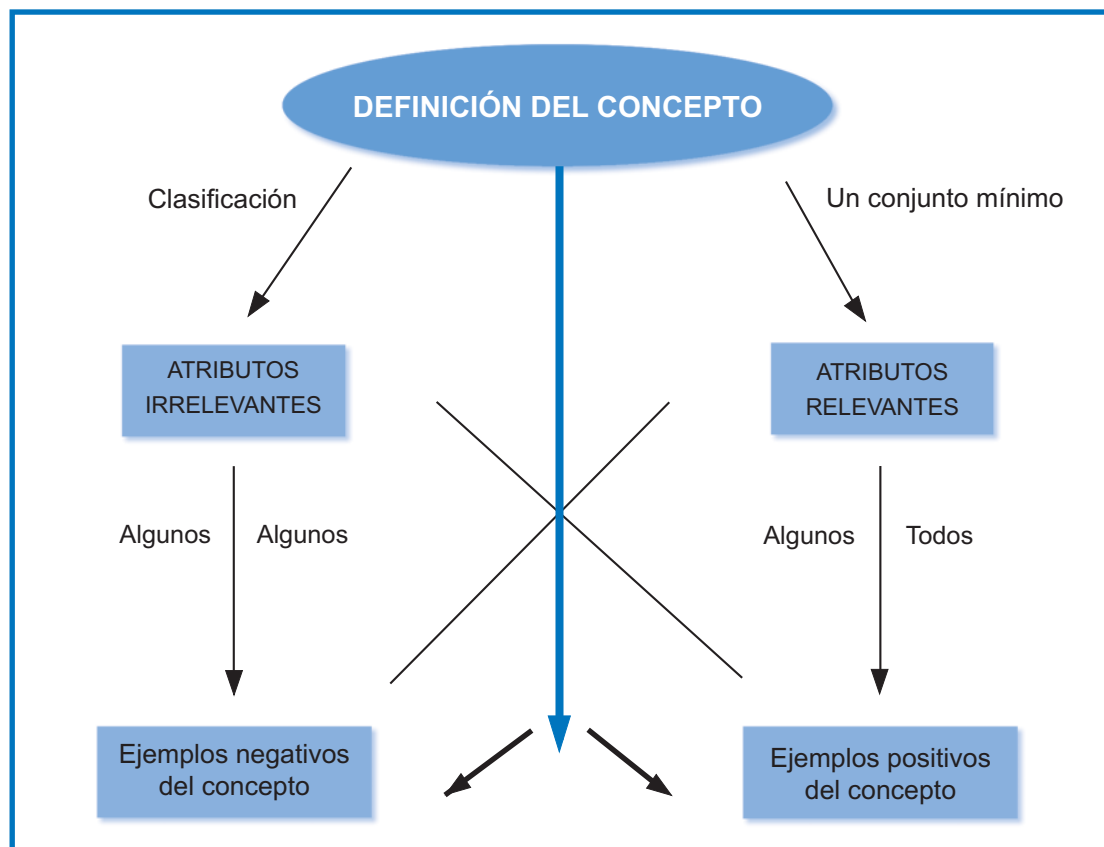 DEFINICIÓN DEL CONCEPTO
Clasificación
Un conjunto mínimo
ATRIBUTOS
IRRELEVANTES
ATRIBUTOS
RELEVANTES
Algunos
Algunos
Algunos
Todos
Ejemplos negativos
del concepto
Ejemplos positivos
del concepto